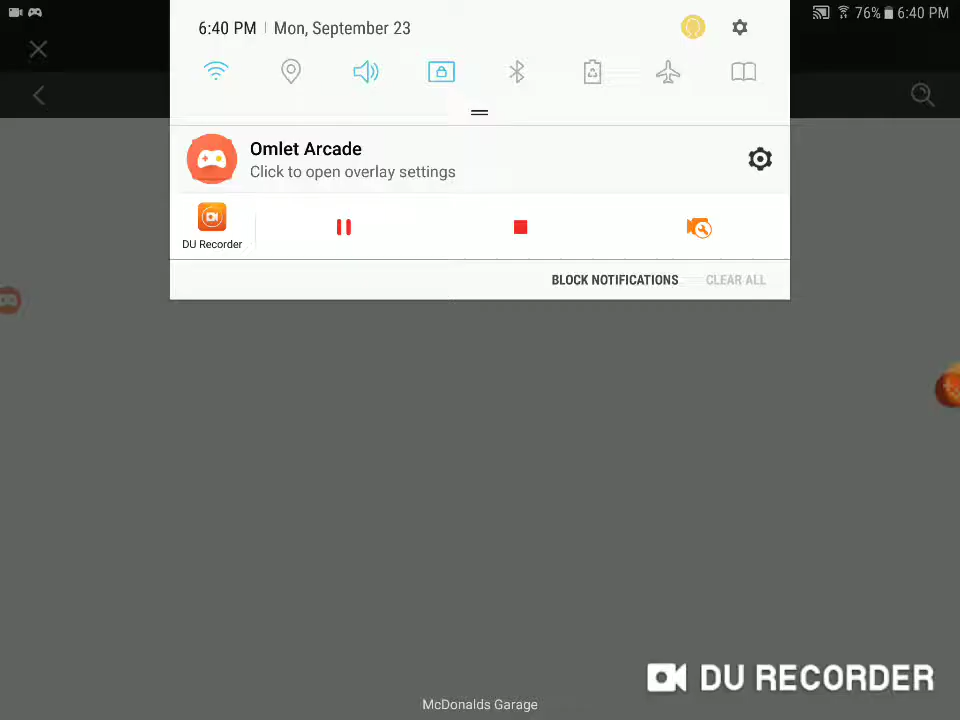 6:40 PM Mon, September 23
76% 6:40 PM
Omlet Arcade
Click to open overlay settings
DU Recorder
BLOCK NOTIFICATIONS CLEAR ALL
DU RECORDER
McDonalds Garage